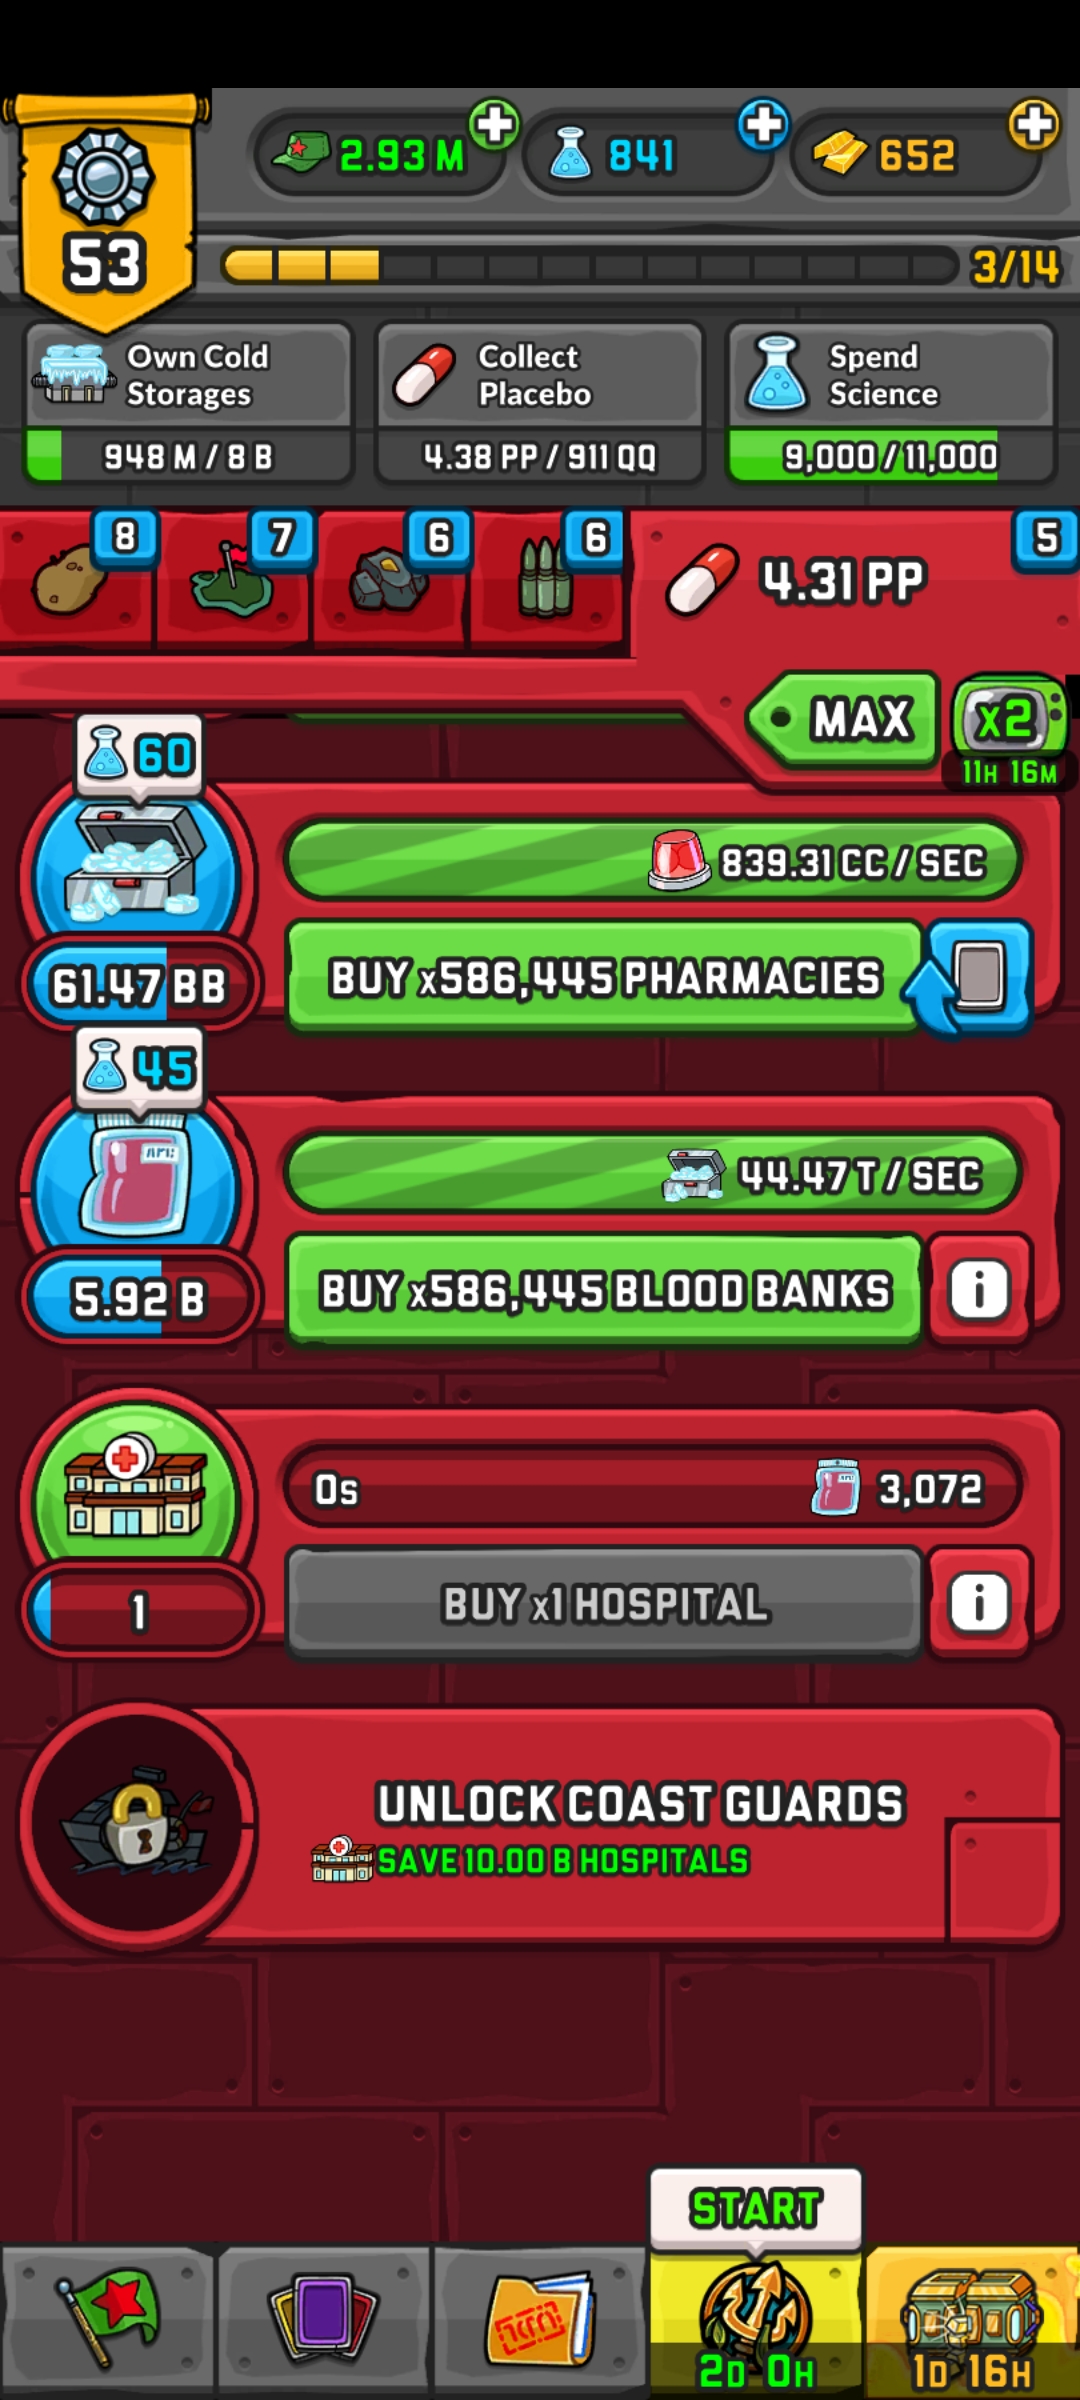 2.93 M
841
652
53
3/14
Own Cold
Storages
948 M / 8 B
Collect
Placebo
4.38 PP / 911 QQ
Spend
Science
9,000 / 11,000
8
7
6
6
5
4.31 PP
MAX
x2
11H 16M
60
839.31 CC / SEC
61.47 BB
BUY x586,445 PHARMACIES
45
44.47 T / SEC
5.92 B
BUY x586,445 BLOOD BANKS
i
0s
3,072
1
BUY x1 HOSPITAL
i
UNLOCK COAST GUARDS
SAVE 10.00 B HOSPITALS
START
2D 0H
1D 16H